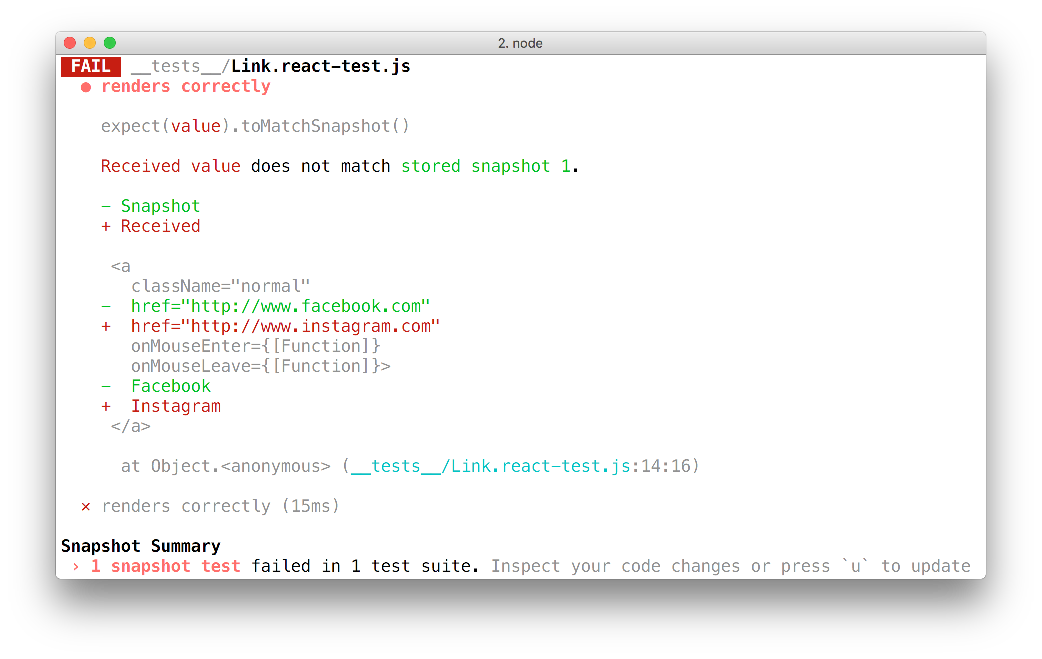 2. node
FAIL __tests__/Link.react-test.js
● renders correctly
expect(value).toMatchSnapshot()
Received value does not match stored snapshot 1.
- Snapshot
+ Received
<a
className="normal"
- href="http://www.facebook.com"
+ href="http://www.instagram.com"
onMouseEnter={[Function]}
onMouseLeave={[Function]}>
- Facebook
+ Instagram
</a>
at Object.<anonymous> (__tests__/Link.react-test.js:14:16)
✕ renders correctly (15ms)
Snapshot Summary
› 1 snapshot test failed in 1 test suite. Inspect your code changes or press `u` to update